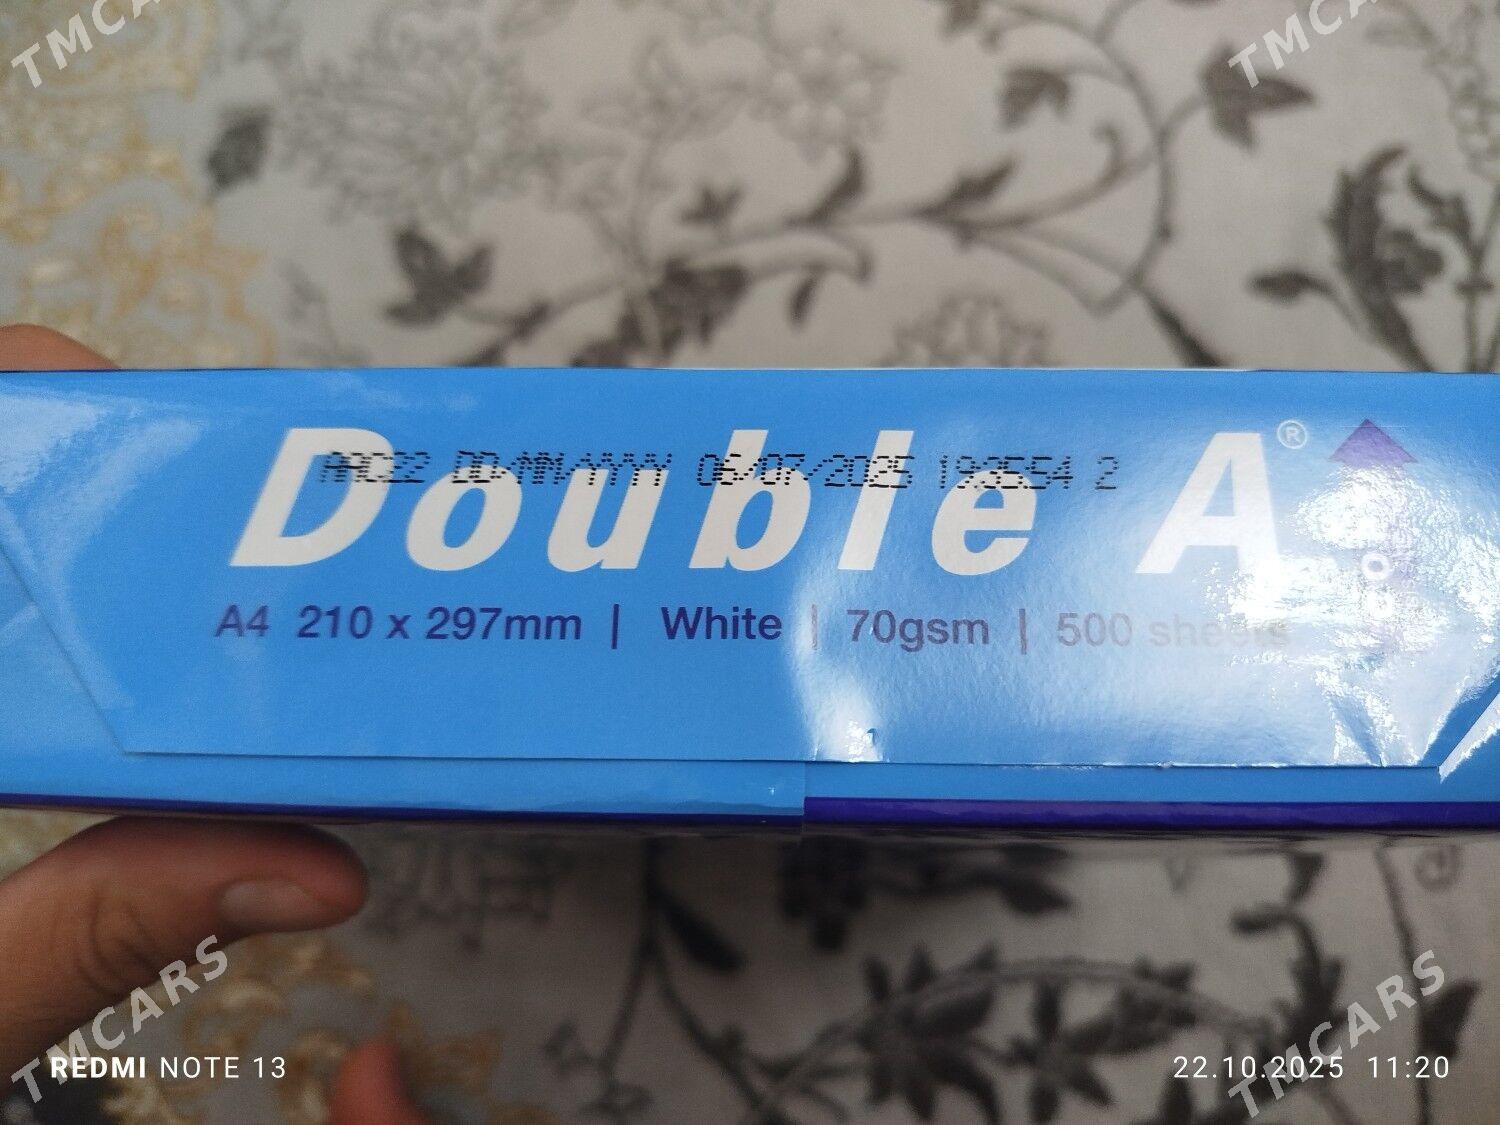 TMCARS
TMCARS
Double A®
AAC22 DD/MM/YYYY 06/07/2025 19:35:54 2
A4 210 x 297mm | White | 70gsm | 500 sheets
TMCARS
TMCARS
REDMI NOTE 13
22.10.2025 11:20